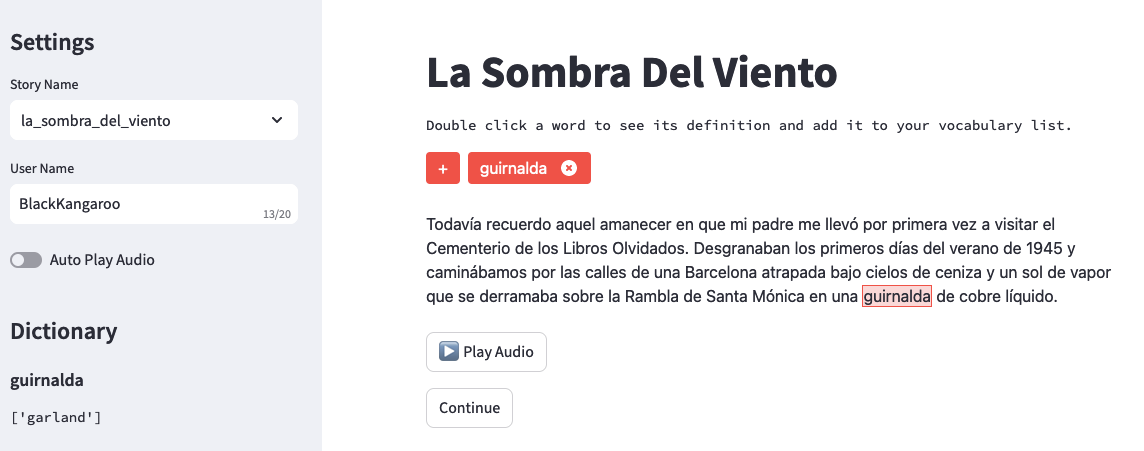 Settings
Story Name
la_sombra_del_viento
User Name
BlackKangaroo
13/20
Auto Play Audio
Dictionary
guirnalda
['garland']
La Sombra Del Viento
Double click a word to see its definition and add it to your vocabulary list.
+ guirnalda
Todavía recuerdo aquel amanecer en que mi padre me llevó por primera vez a visitar el
Cementerio de los Libros Olvidados. Desgranaban los primeros días del verano de 1945 y
caminábamos por las calles de una Barcelona atrapada bajo cielos de ceniza y un sol de vapor
que se derramaba sobre la Rambla de Santa Mónica en una guirnalda de cobre líquido.
Play Audio
Continue